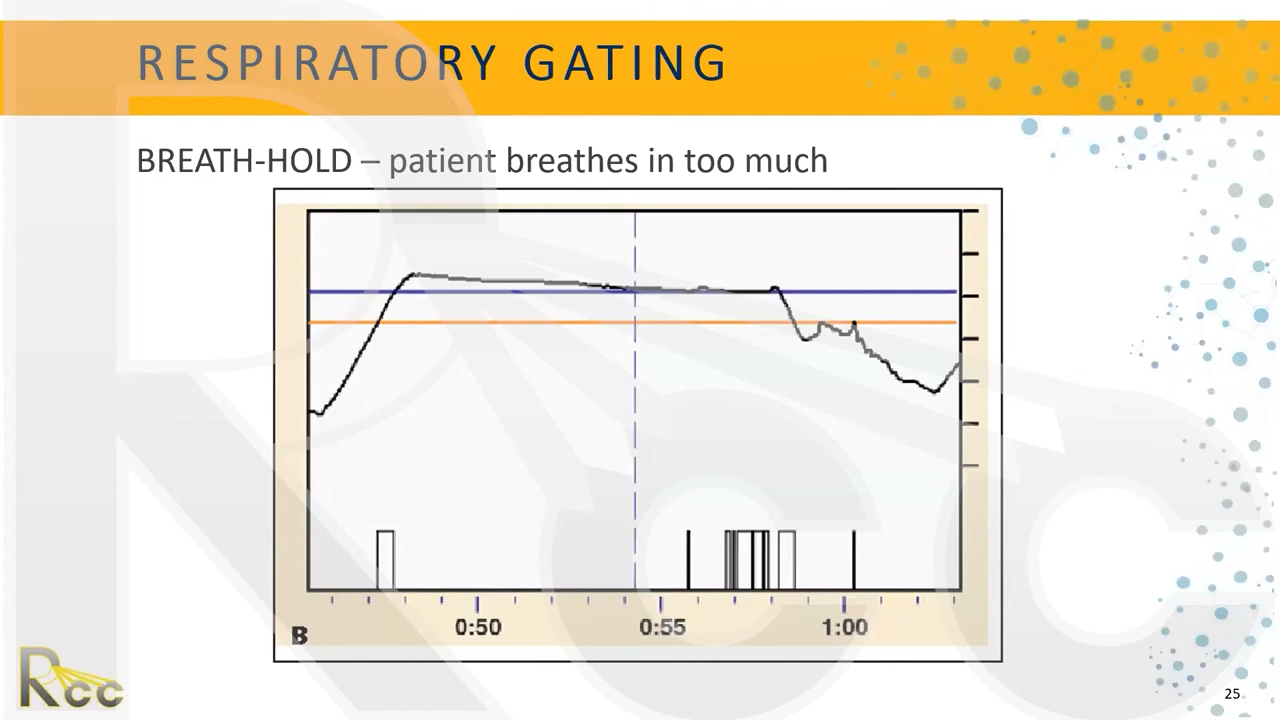 RESPIRATORY GATING
BREATH-HOLD – patient breathes in too much
B
0:50 0:55 1:00
Rcc
25